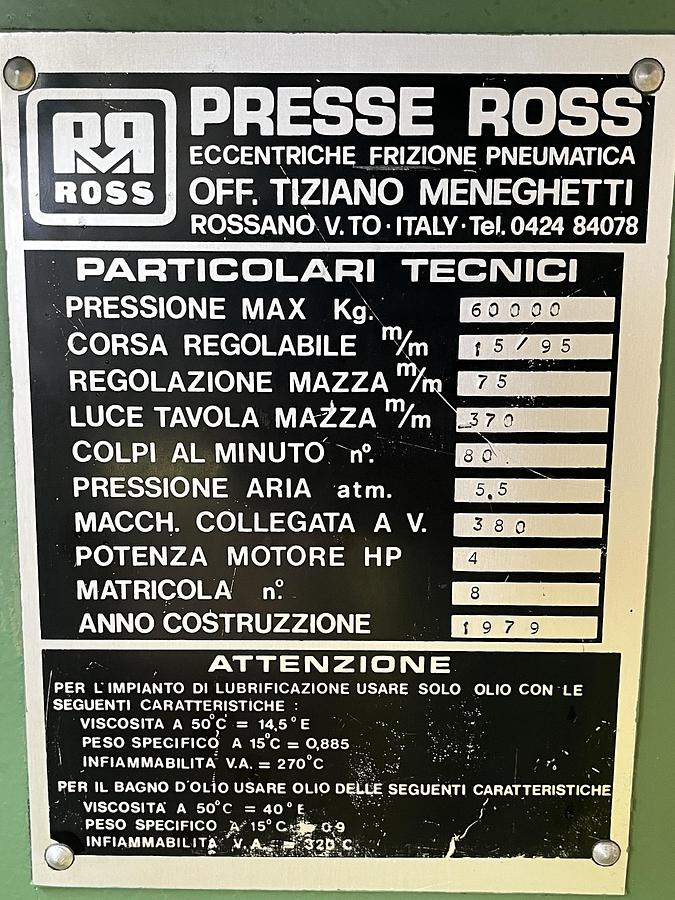 ROSS
PRESSE ROSS
ECCENTRICHE FRIZIONE PNEUMATICA
OFF. TIZIANO MENEGHETTI
ROSSANO V.TO · ITALY · Tel. 0424 84078
PARTICOLARI TECNICI
PRESSIONE MAX Kg. 60000
CORSA REGOLABILE m/m 15/95
REGOLAZIONE MAZZA m/m 75
LUCE TAVOLA MAZZA m/m 370
COLPI AL MINUTO n°. 80
PRESSIONE ARIA atm. 5,5
MACCH. COLLEGATA A V. 380
POTENZA MOTORE HP 4
MATRICOLA n°. 8
ANNO COSTRUZZIONE 1979
ATTENZIONE
PER L'IMPIANTO DI LUBRIFICAZIONE USARE SOLO OLIO CON LE
SEGUENTI CARATTERISTICHE :
VISCOSITA A 50°C = 14,5°E
PESO SPECIFICO A 15°C = 0,885
INFIAMMABILITA V.A. = 270°C
PER IL BAGNO D'OLIO USARE OLIO DELLE SEGUENTI CARATTERISTICHE
VISCOSITA' A 50°C = 40°E
PESO SPECIFICO A 15°C = 0,9
INFIAMMABILITA V.A. = 320°C